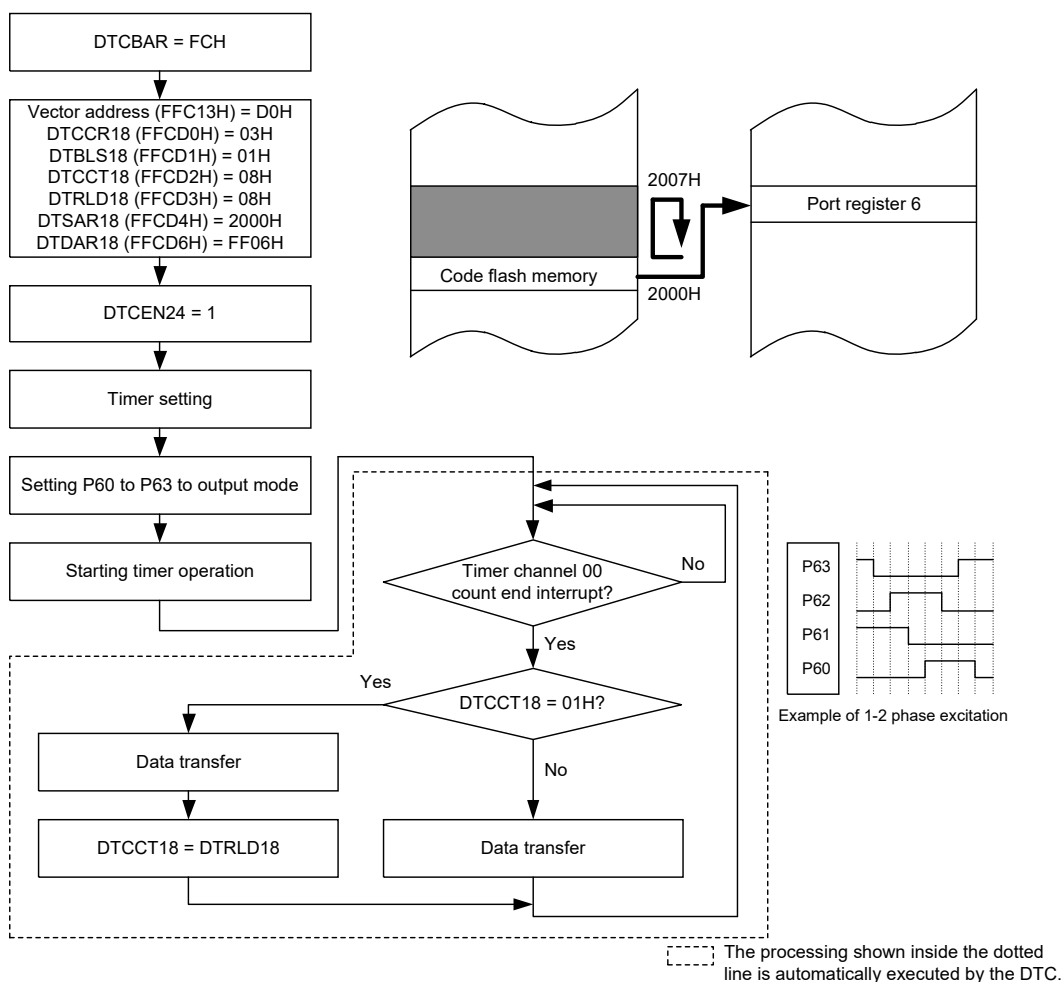 DTCBAR = FCH
Vector address (FFC13H) = D0H
DTCCR18 (FFCD0H) = 03H
DTBLS18 (FFCD1H) = 01H
DTCCT18 (FFCD2H) = 08H
DTRLD18 (FFCD3H) = 08H
DTSAR18 (FFCD4H) = 2000H
DTDAR18 (FFCD6H) = FF06H
DTCEN24 = 1
Timer setting
Setting P60 to P63 to output mode
Starting timer operation
2007H
Port register 6
Code flash memory
2000H
Timer channel 00
count end interrupt?
No
Yes
DTCCT18 = 01H?
Yes
No
Data transfer
DTCCT18 = DTRLD18
Data transfer
P63
P62
P61
P60
Example of 1-2 phase excitation
The processing shown inside the dotted
line is automatically executed by the DTC.